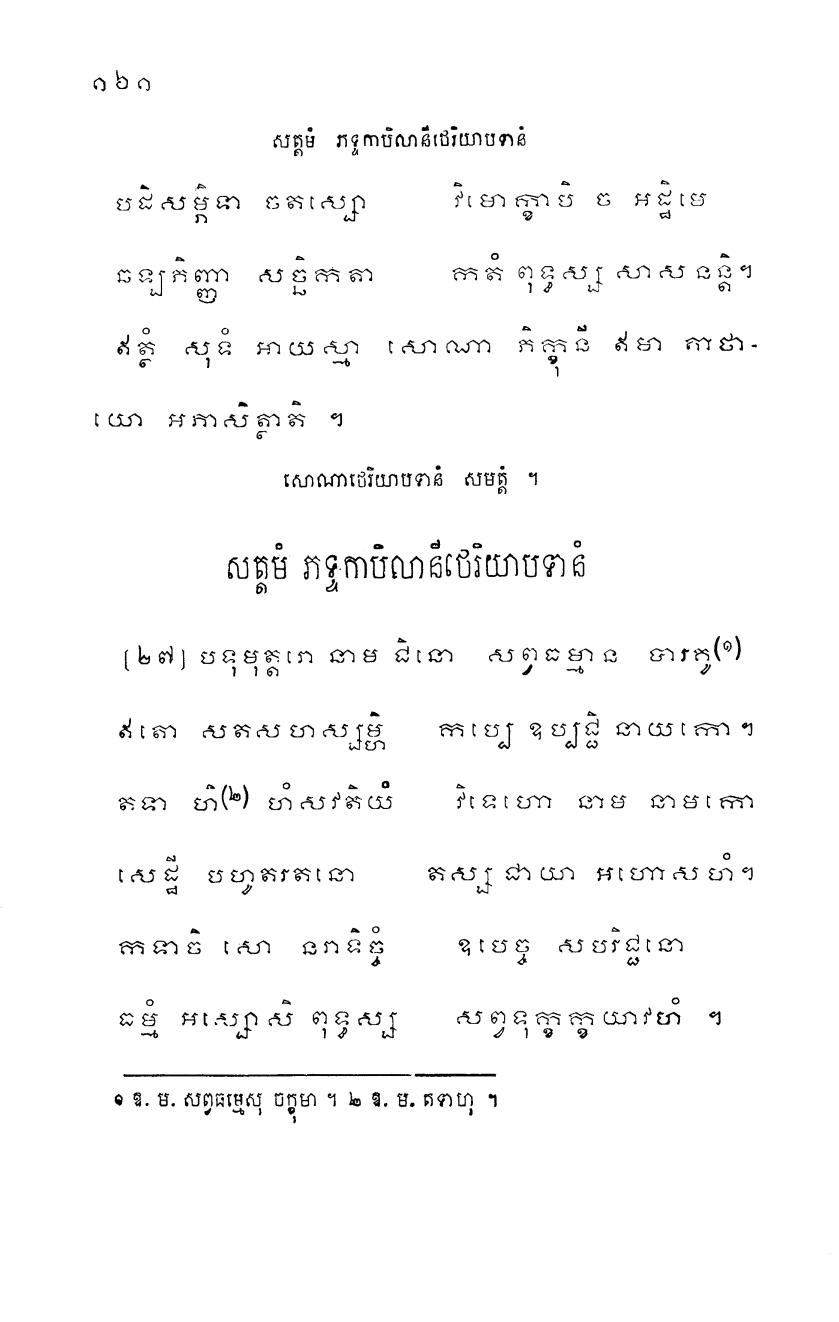 ១៦១
សត្តមំ ភទ្ទកាបិលានីថេរិយាបទានំ
បដិសម្ភិទា ចតស្សោ វិមោក្ខាបិ ច អដ្ឋិមេ
ឆឡភិញ្ញា សច្ឆិកតា កតំ ពុទ្ធស្ស សាសនន្តិ។
ឥត្ថំ សុទំ អាយស្មា សោណា ភិក្ខុនី ឥមា គាថា-
យោ អភាសិត្ថាតិ ។
សោណាថេរិយាបទានំ សមត្តំ ។
សត្តមំ ភទ្ទកាបិលានីថេរិយាបទានំ
[២៧] បទុមុត្តរោ នាម ជិនោ សព្វធម្មាន បារគូ(១)
ឥតោ សតសហស្សម្ហិ កប្បេ ឧប្បជ្ជិ នាយកោ។
តទា ហិ(២) ហំសវតិយំ វិទេហោ នាម នាមកោ
សេដ្ឋី បហូតរតនោ តស្ស ជាយា អហោសហំ។
កទាចិ សោ នរាទិច្ចំ ឧបេច្ច សបរិជ្ជនោ
ធម្មំ អស្សោសិ ពុទ្ធស្ស សព្វទុក្ខក្ខយាវហំ ។
១ ឱ. ម. សព្វធម្មេសុ ចក្ខុមា ។ ២ ឱ. ម. តទាហុ ។